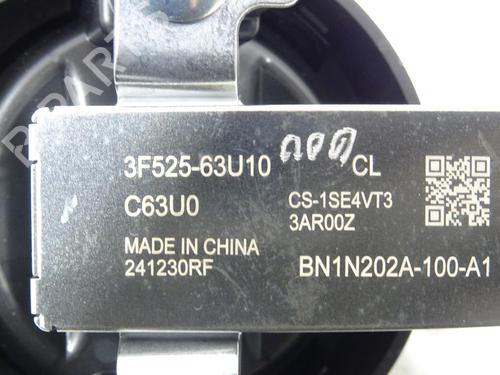 3F525-63U10 CL
C63U0 CS-1SE4VT3
3AR00Z
MADE IN CHINA
241230RF BN1N202A-100-A1